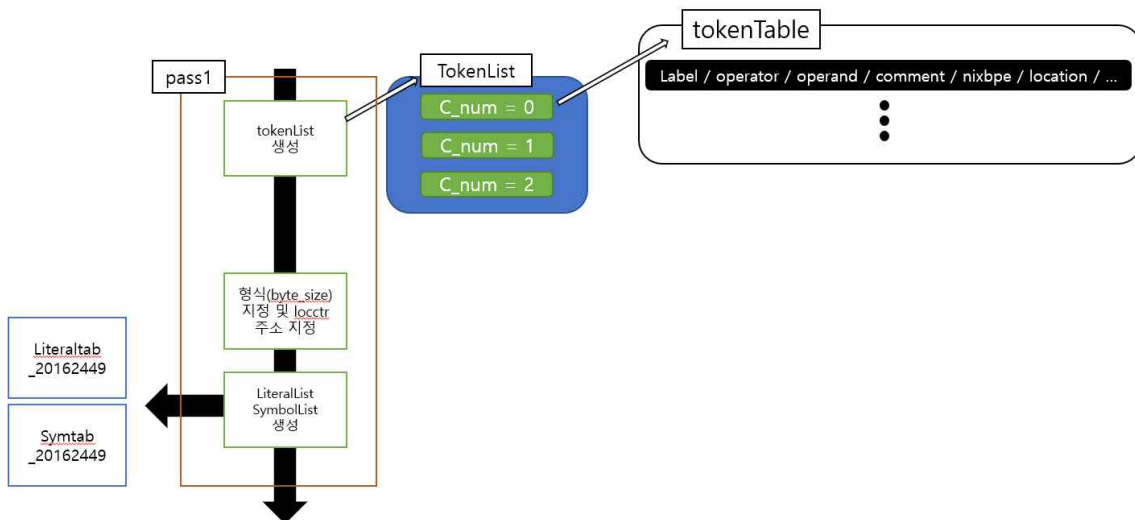 pass1
tokenList
생성
형식(byte_size)
지정 및 locctr
주소 지정
LiteralList
SymbolList
생성
Literaltab
_20162449
Symtab
_20162449
TokenList
C_num = 0
C_num = 1
C_num = 2
tokenTable
Label / operator / operand / comment / nixbpe / location / ...